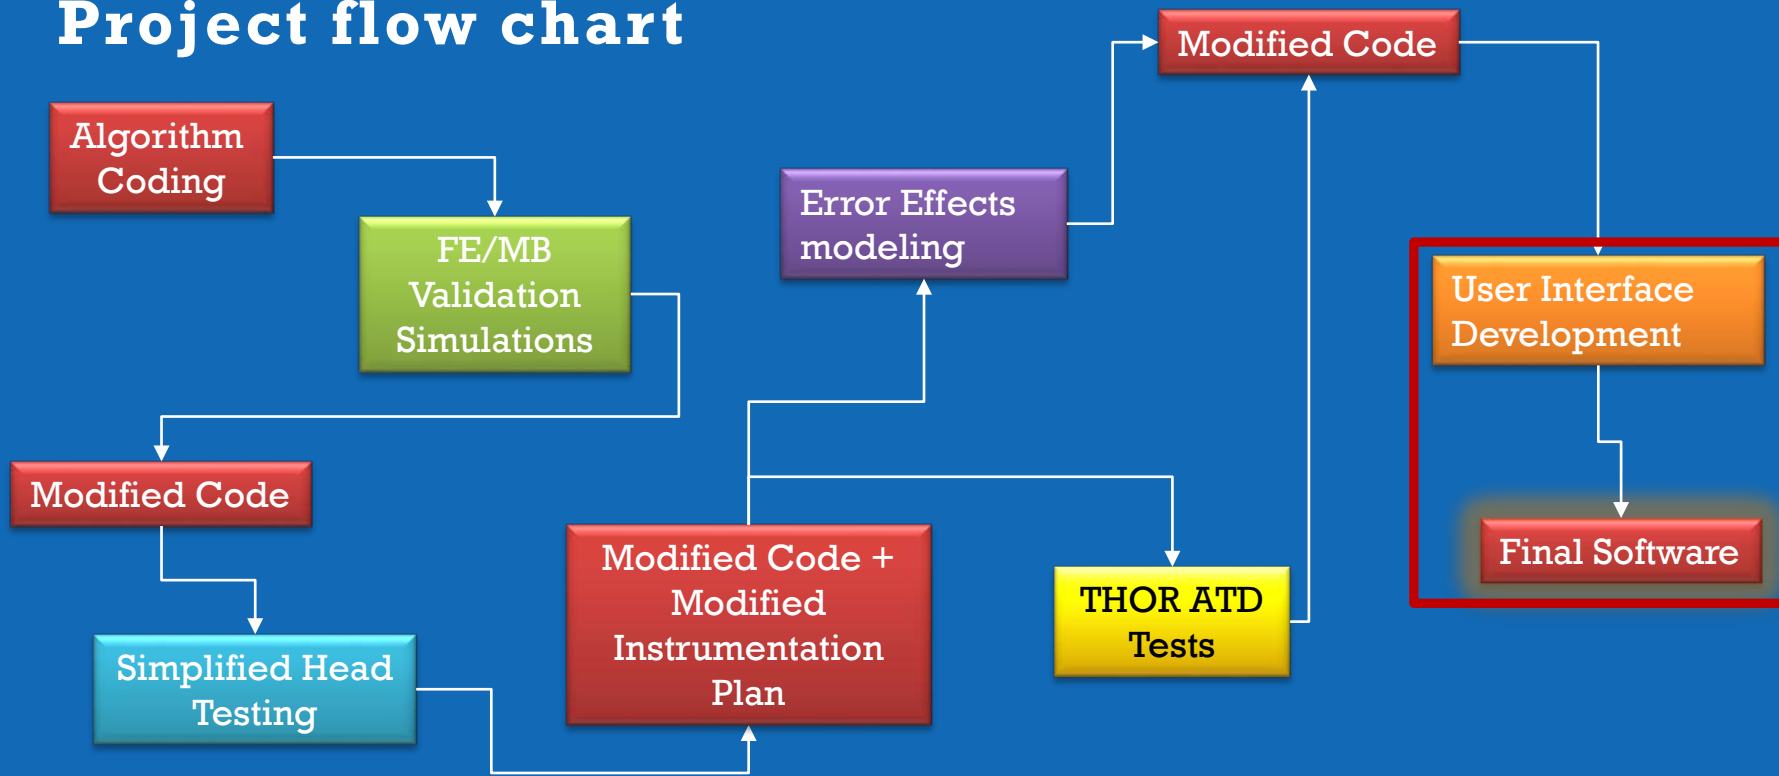 Project flow chart
Algorithm
Coding
FE/MB
Validation
Simulations
Modified Code
Simplified Head
Testing
Modified Code +
Modified
Instrumentation
Plan
Error Effects
modeling
THOR ATD
Tests
Modified Code
User Interface
Development
Final Software